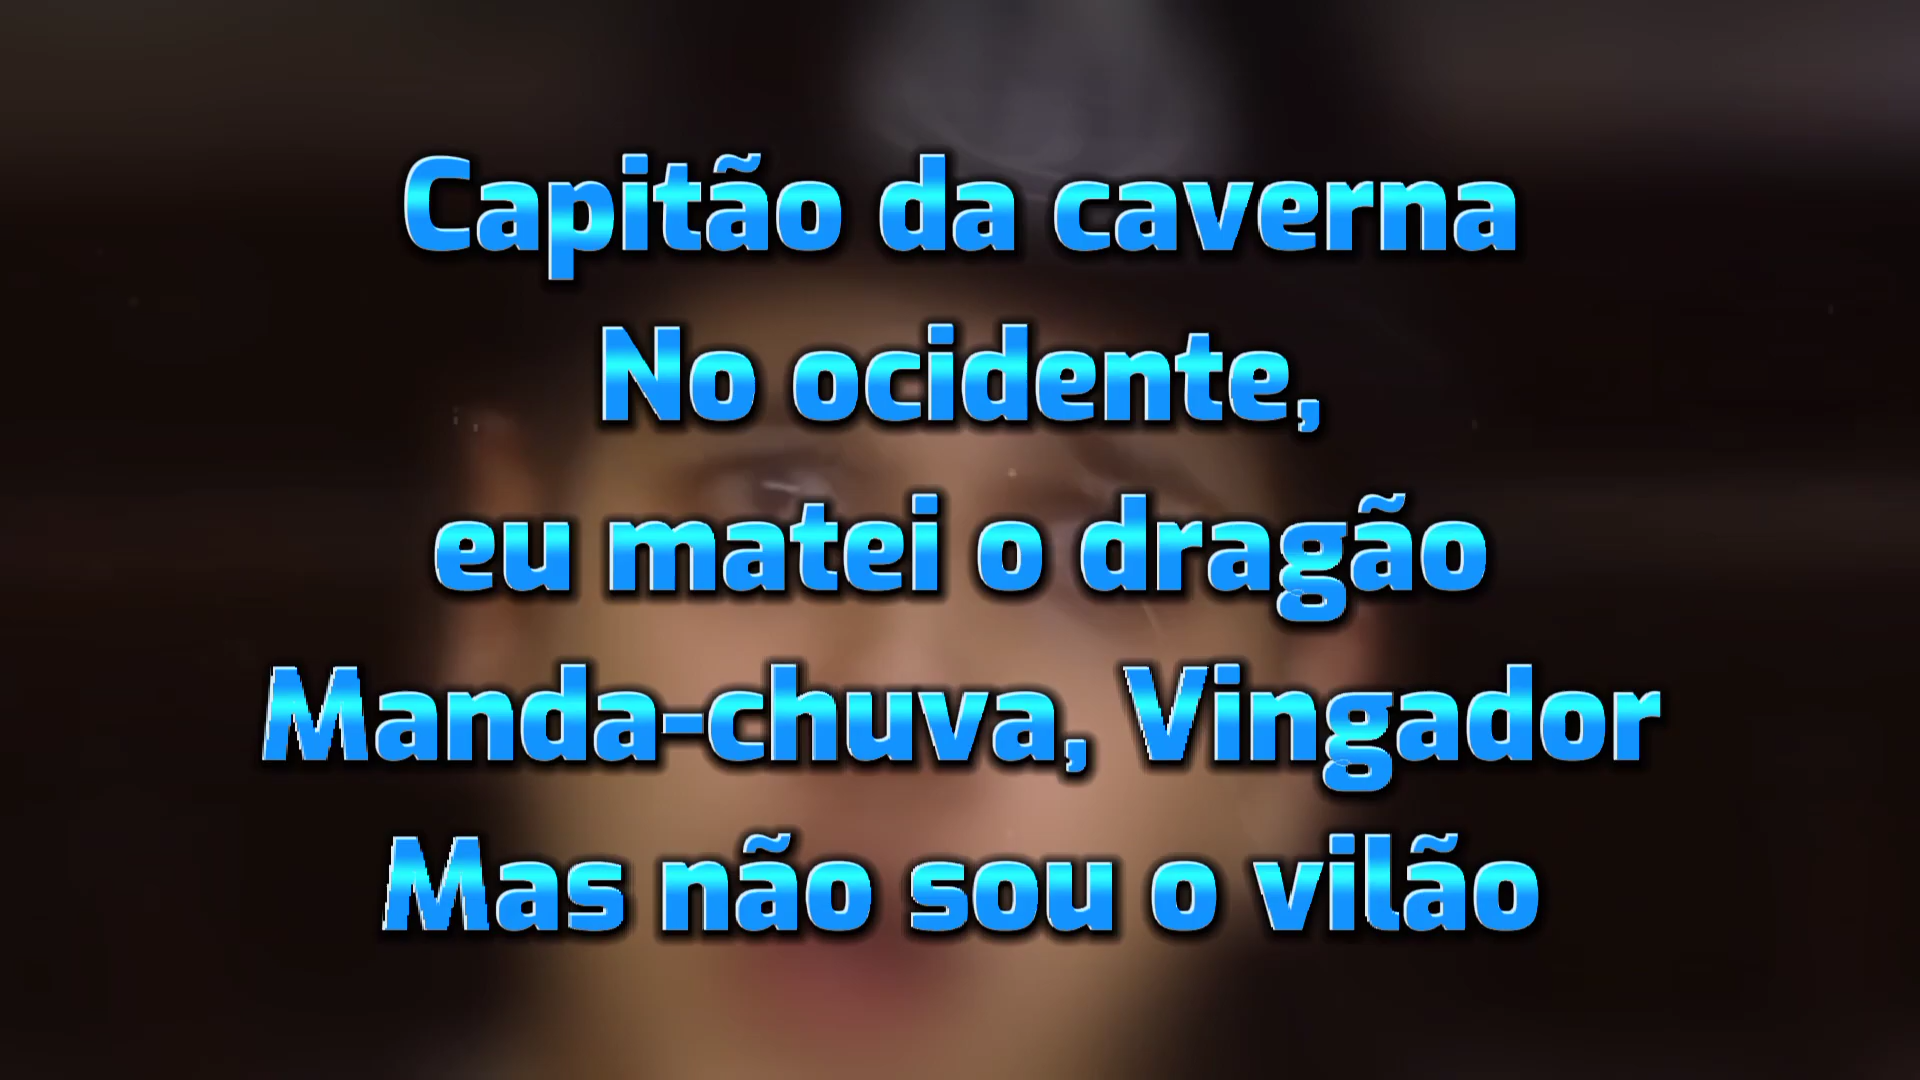 Capitão da caverna
No ocidente,
eu matei o dragão
Manda-chuva, Vingador
Mas não sou o vilão